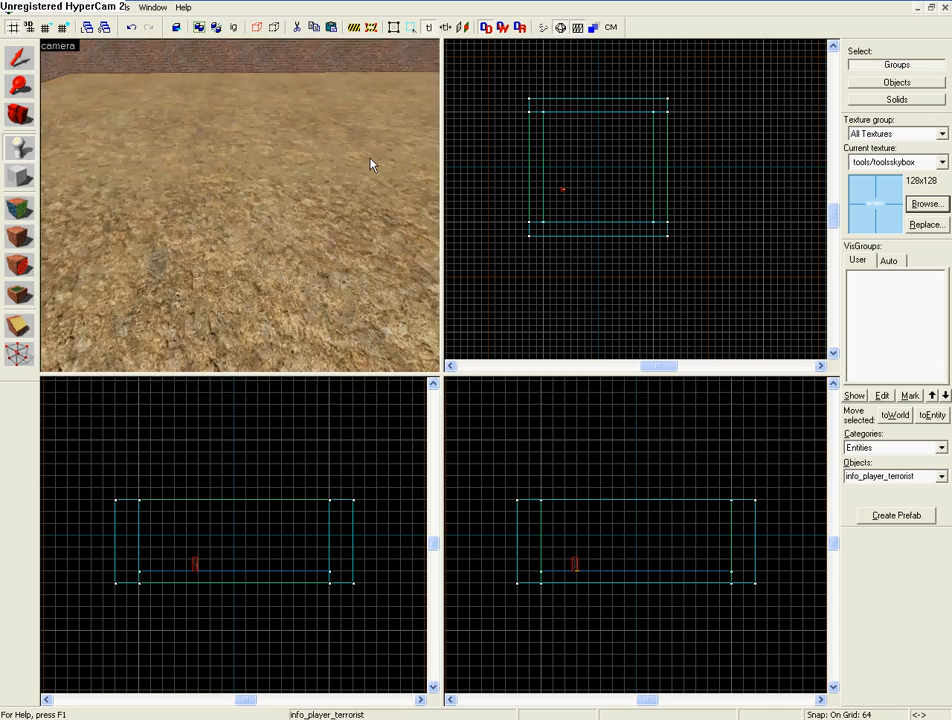 Unregistered HyperCam 2
s Window Help
CM
camera
Select:
Groups
Objects
Solids
Texture group:
All Textures
Current texture:
tools/toolsskybox
128x128
Browse...
Replace...
VisGroups:
User Auto
Show Edit Mark
Move selected:
toWorld toEntity
Categories:
Entities
Objects:
info_player_terrorist
Create Prefab
For Help, press F1
info_player_terrorist
Snap: On Grid: 64
<->